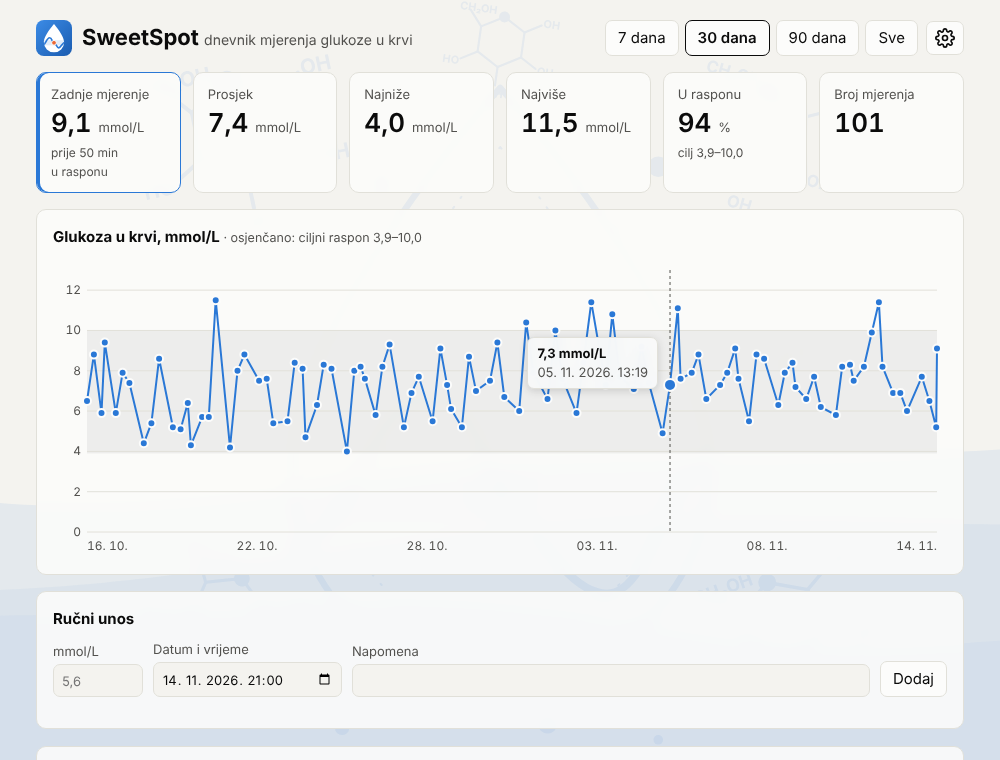 SweetSpot dnevnik mjerenja glukoze u krvi
7 dana
30 dana
90 dana
Sve
Zadnje mjerenje
9,1 mmol/L
prije 50 min
u rasponu
Prosjek
7,4 mmol/L
Najniže
4,0 mmol/L
Najviše
11,5 mmol/L
U rasponu
94 %
cilj 3,9–10,0
Broj mjerenja
101
Glukoza u krvi, mmol/L · osjenčano: ciljni raspon 3,9–10,0
12
10
8
6
4
2
0
7,3 mmol/L
05. 11. 2026. 13:19
16. 10.
22. 10.
28. 10.
03. 11.
08. 11.
14. 11.
Ručni unos
mmol/L
Datum i vrijeme
Napomena
5,6
14. 11. 2026. 21:00
Dodaj